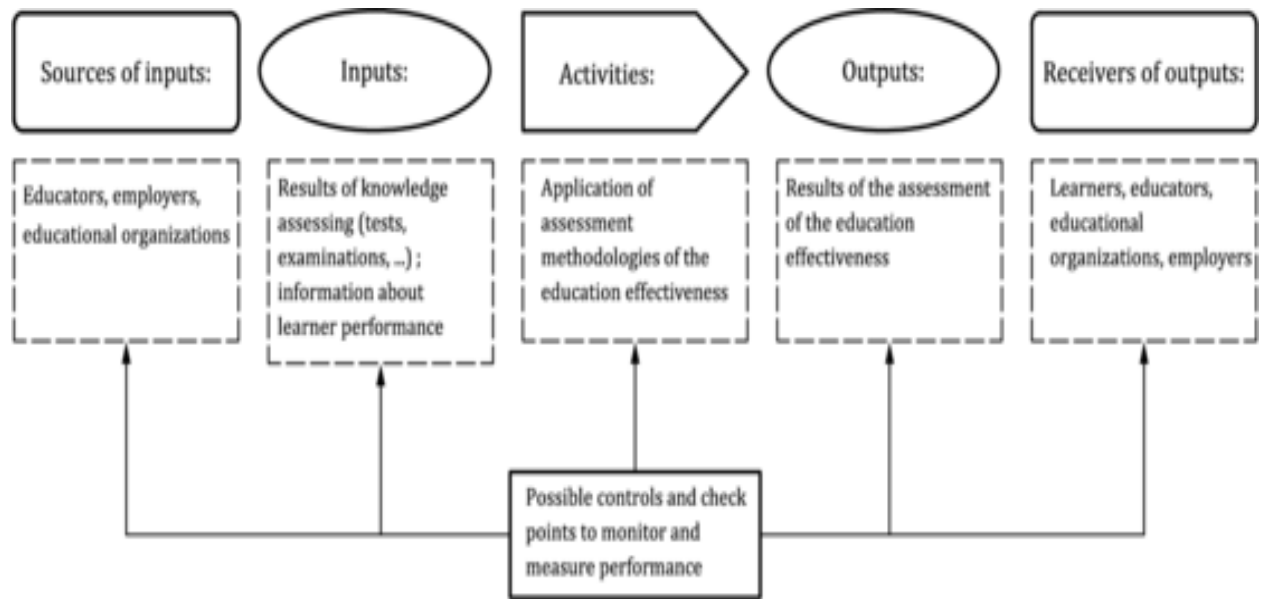 Sources of inputs:
Inputs:
Activities:
Outputs:
Receivers of outputs:
Educators, employers,
educational organizations
Results of knowledge
assessing (tests,
examinations, ...) ;
information about
learner performance
Application of
assessment
methodologies of the
education effectiveness
Results of the assessment
of the education
effectiveness
Learners, educators,
educational
organizations, employers
Possible controls and check
points to monitor and
measure performance